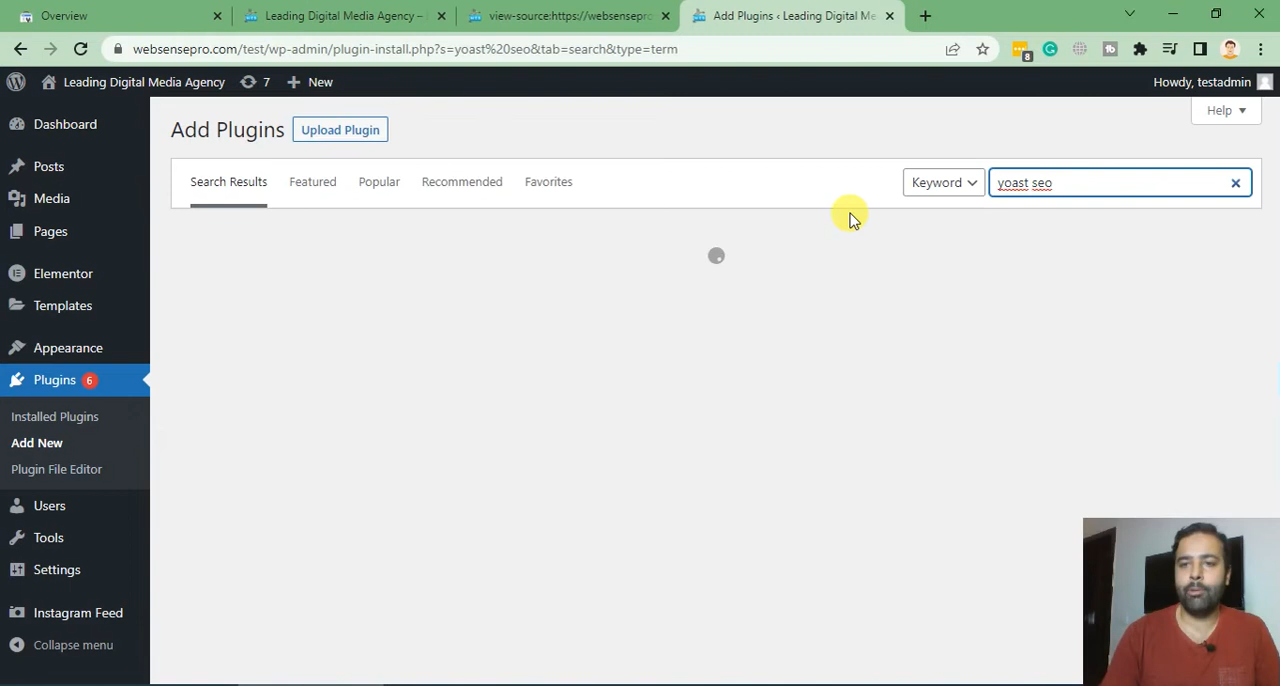 Overview
Leading Digital Media Agency –
view-source:https://websensepro
Add Plugins ‹ Leading Digital Me
websensepro.com/test/wp-admin/plugin-install.php?s=yoast%20seo&tab=search&type=term
8
Leading Digital Media Agency
7
New
Howdy, testadmin
Help
Dashboard
Posts
Media
Pages
Elementor
Templates
Appearance
Plugins 6
Installed Plugins
Add New
Plugin File Editor
Users
Tools
Settings
Instagram Feed
Collapse menu
Add Plugins
Upload Plugin
Search Results
Featured
Popular
Recommended
Favorites
Keyword
yoast seo